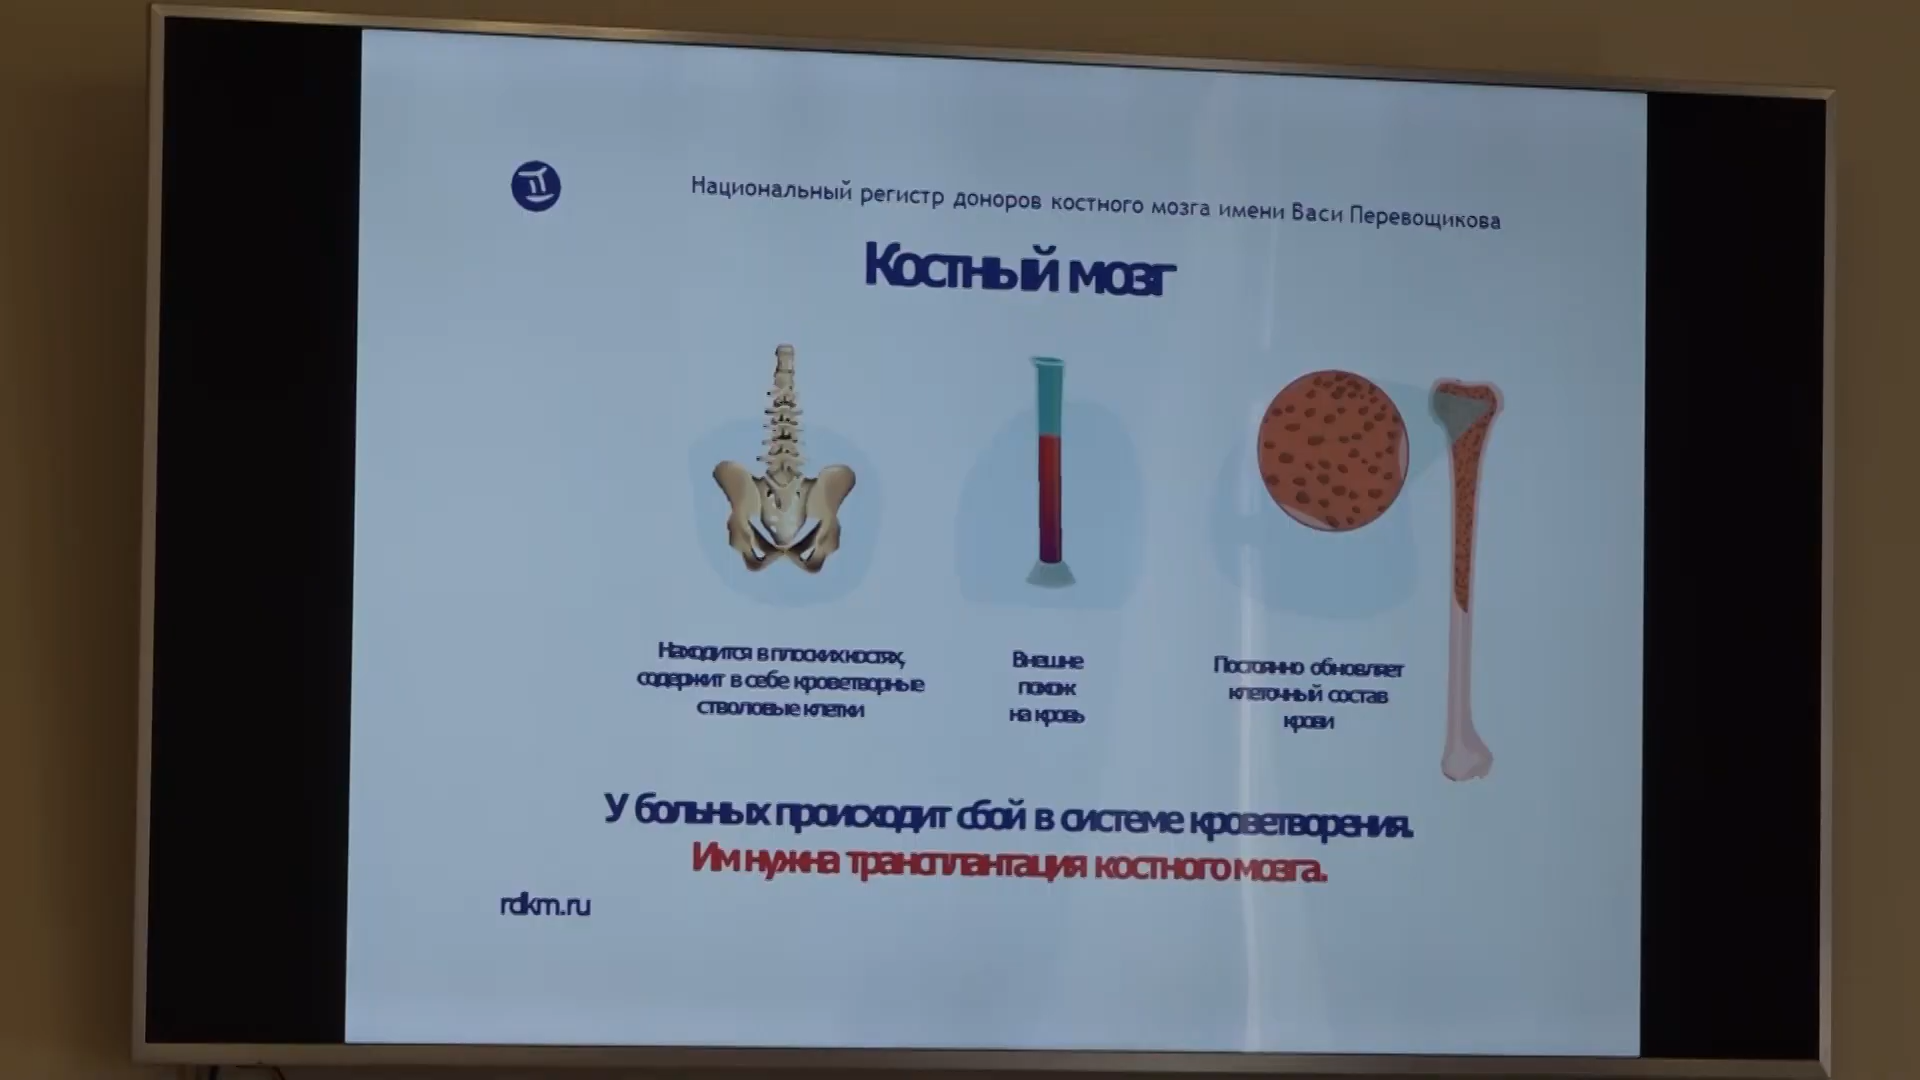 Национальный регистр доноров костного мозга имени Васи Перевощикова
Костный мозг
Находится в плоских костях,
содержит в себе кроветворные
стволовые клетки
Внешне
похож
на кровь
Постоянно обновляет
клеточный состав
крови
У больных происходит сбой в системе кроветворения.
Им нужна трансплантация костного мозга.
rdkm.ru